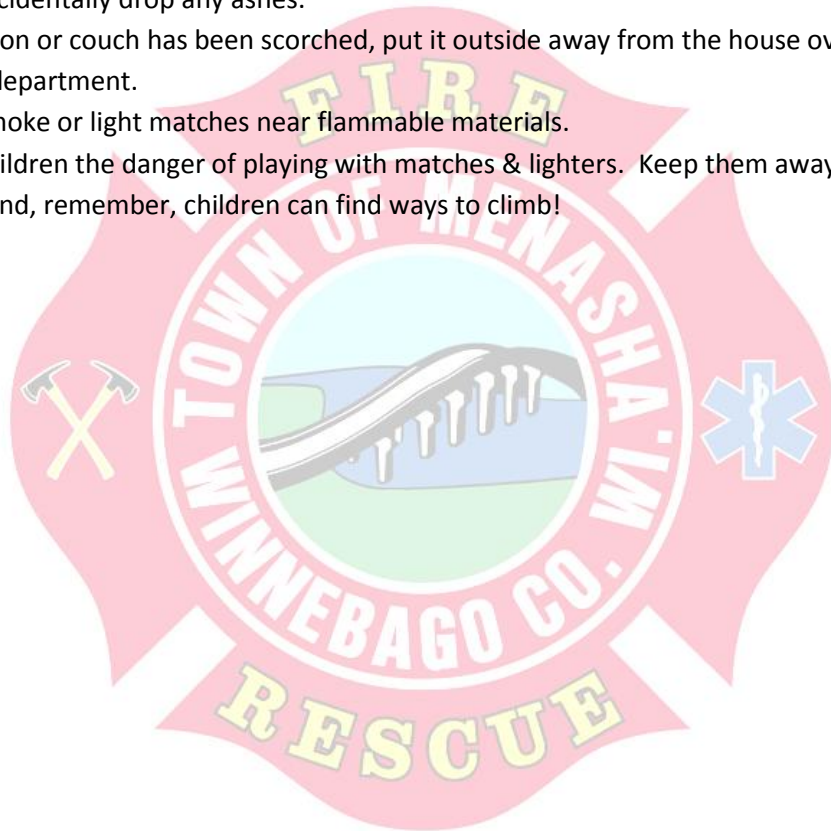 cidentally drop any ashes.
on or couch has been scorched, put it outside away from the house ov
department.
moke or light matches near flammable materials.
ildren the danger of playing with matches & lighters. Keep them away
nd, remember, children can find ways to climb!
FIRE
TOWN OF MENASHA, WI
WINNEBAGO CO.
RESCUE